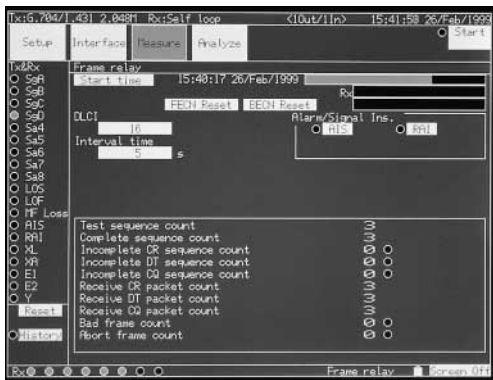 Tx:G.704/I.431 2.048M Rx:Self loop <1Out/1In> 15:41:58 26/Feb/1999
Setup Interface Measure Analyze Start
Tx&Rx Frame relay
Start time 15:40:17 26/Feb/1999
Rx
FECN Reset BECN Reset
DLCI Alarm/Signal Ins.
16 AIS RAI
Interval time
5 s
SgA
SgB
SgC
SgD
Sa4
Sa5
Sa6
Sa7
Sa8
LOS
LOF
MF Loss
AIS
RAI
XL
XR
E1
E2
Y
Reset
History
Test sequence count 3
Complete sequence count 3
Incomplete CR sequence count 0
Incomplete DT sequence count 0
Incomplete CQ sequence count 0
Receive CR packet count 3
Receive DT packet count 3
Receive CQ packet count 3
Bad frame count 0
Abort frame count 0
Rx Frame relay Screen Off